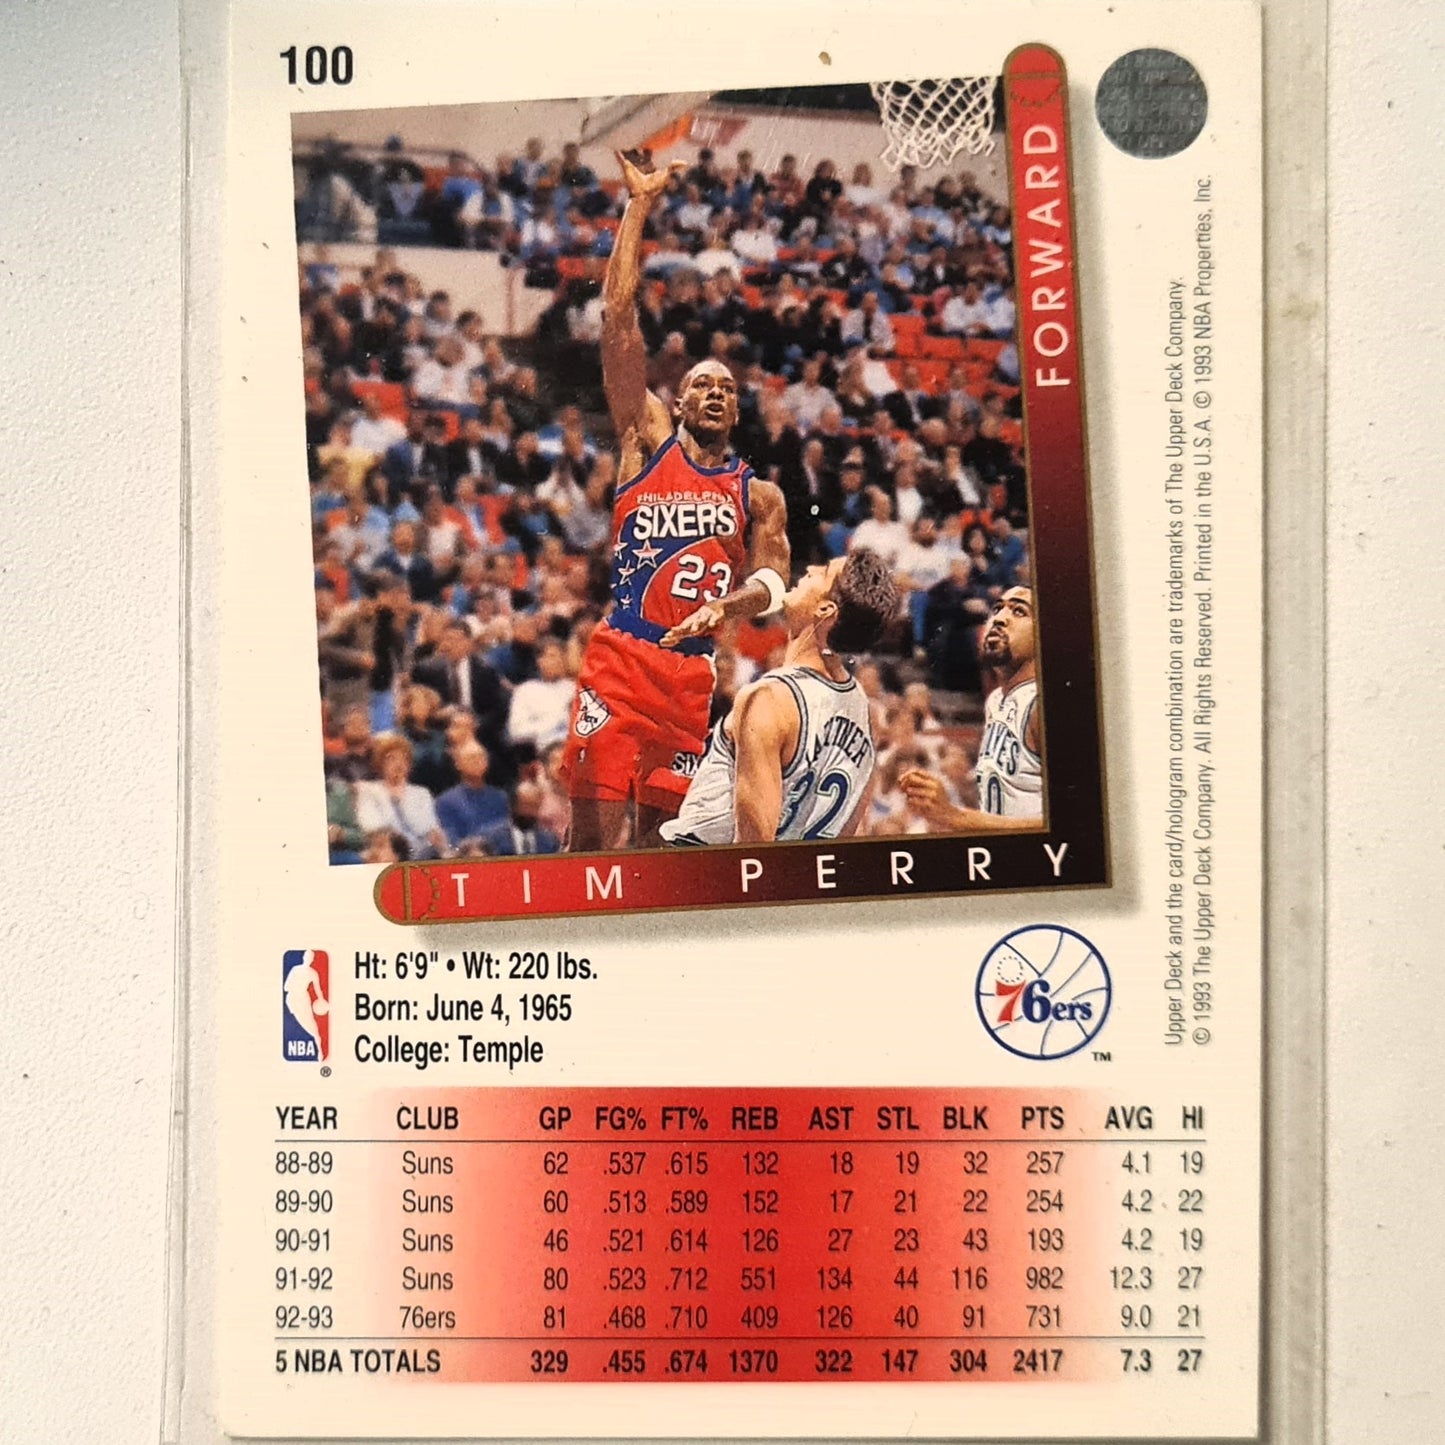 100
FORWARD
PHILADELPHIA
SIXERS
23
32
TIM PERRY
Upper Deck and the card/hologram combination are trademarks of The Upper Deck Company.
© 1993 The Upper Deck Company. All Rights Reserved. Printed in the U.S.A. © 1993 NBA Properties, Inc.
NBA ®
Ht: 6'9" • Wt: 220 lbs.
Born: June 4, 1965
College: Temple
76ers ™
YEAR CLUB GP FG% FT% REB AST STL BLK PTS AVG HI
88-89 Suns 62 .537 .615 132 18 19 32 257 4.1 19
89-90 Suns 60 .513 .589 152 17 21 22 254 4.2 22
90-91 Suns 46 .521 .614 126 27 23 43 193 4.2 19
91-92 Suns 80 .523 .712 551 134 44 116 982 12.3 27
92-93 76ers 81 .468 .710 409 126 40 91 731 9.0 21
5 NBA TOTALS 329 .455 .674 1370 322 147 304 2417 7.3 27